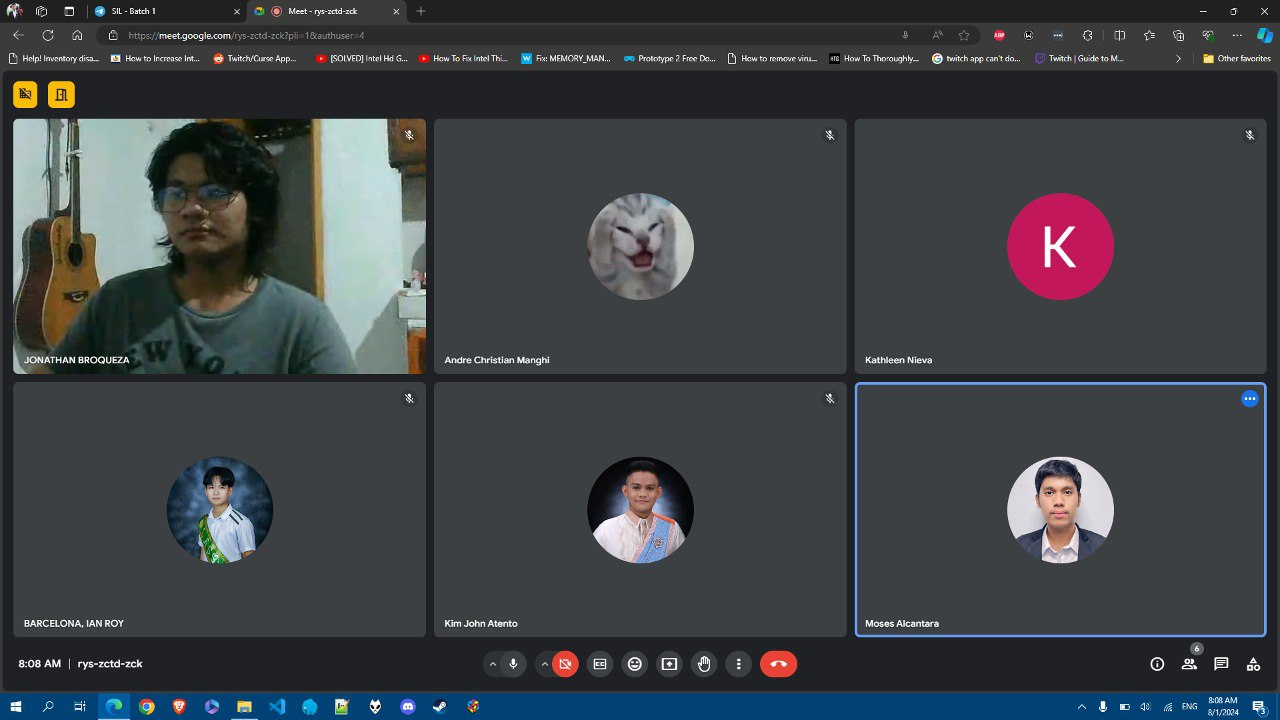 SIL - Batch 1
Meet - rys-zctd-zck
https://meet.google.com/rys-zctd-zck?pli=1&authuser=4
Help! Inventory disa...
How to Increase Int...
Twitch/Curse App...
[SOLVED] Intel Hd G...
How To Fix Intel Thi...
Fix: MEMORY_MAN...
Prototype 2 Free Do...
How to remove viru...
How To Thoroughly...
twitch app can't do...
Twitch | Guide to M...
Other favorites
JONATHAN BROQUEZA
Andre Christian Manghi
K
Kathleen Nieva
BARCELONA, IAN ROY
Kim John Atento
Moses Alcantara
8:08 AM | rys-zctd-zck
6
ENG
8:08 AM
8/1/2024